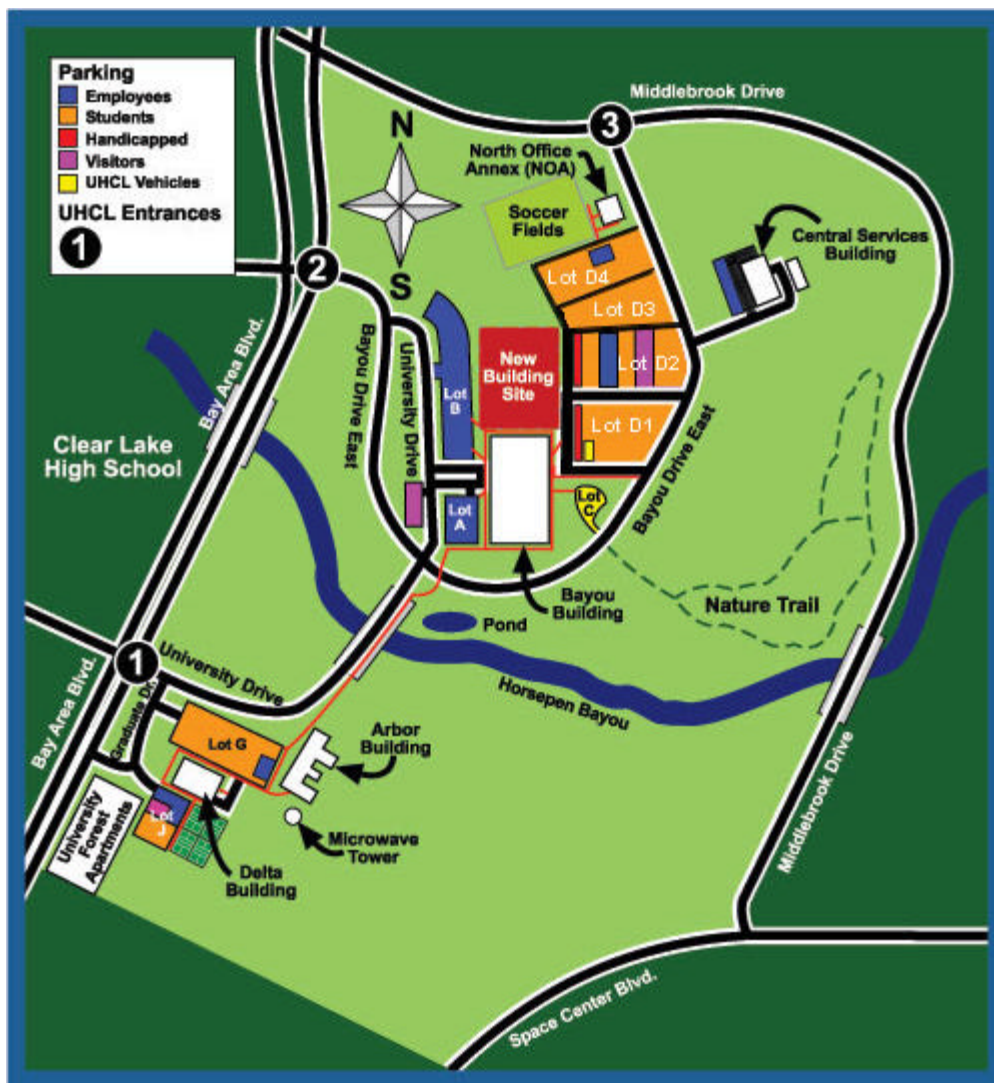 Parking
Employees
Students
Handicapped
Visitors
UHCL Vehicles
UHCL Entrances
1
Middlebrook Drive
3
N
North Office
Annex (NOA)
Soccer
Fields
Central Services
Building
2
S
Lot D4
Lot D3
Bay Area Blvd.
Bayou Drive East
University Drive
Lot
B
New
Building
Site
Lot D2
Lot D1
Clear Lake
High School
Lot
A
Lot
C
Bayou Drive East
Bayou
Building
Nature Trail
Pond
1
University Drive
Horsepen Bayou
Bay Area Blvd.
Graduate Dr.
Lot G
Arbor
Building
Middlebrook Drive
Lot
J
University
Forest
Apartments
Microwave
Tower
Delta
Building
Space Center Blvd.